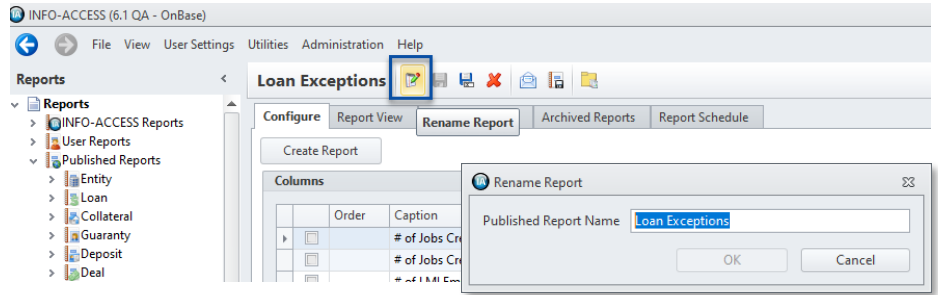 INFO-ACCESS (6.1 QA - OnBase)
File View User Settings Utilities Administration Help
Reports
Loan Exceptions
Reports
INFO-ACCESS Reports
User Reports
Published Reports
Entity
Loan
Collateral
Guaranty
Deposit
Deal
Configure Report View Rename Report Archived Reports Report Schedule
Create Report
Columns
Order Caption
# of Jobs Cre
# of Jobs Cre
# of LMI Em
Rename Report
Published Report Name Loan Exceptions
OK Cancel